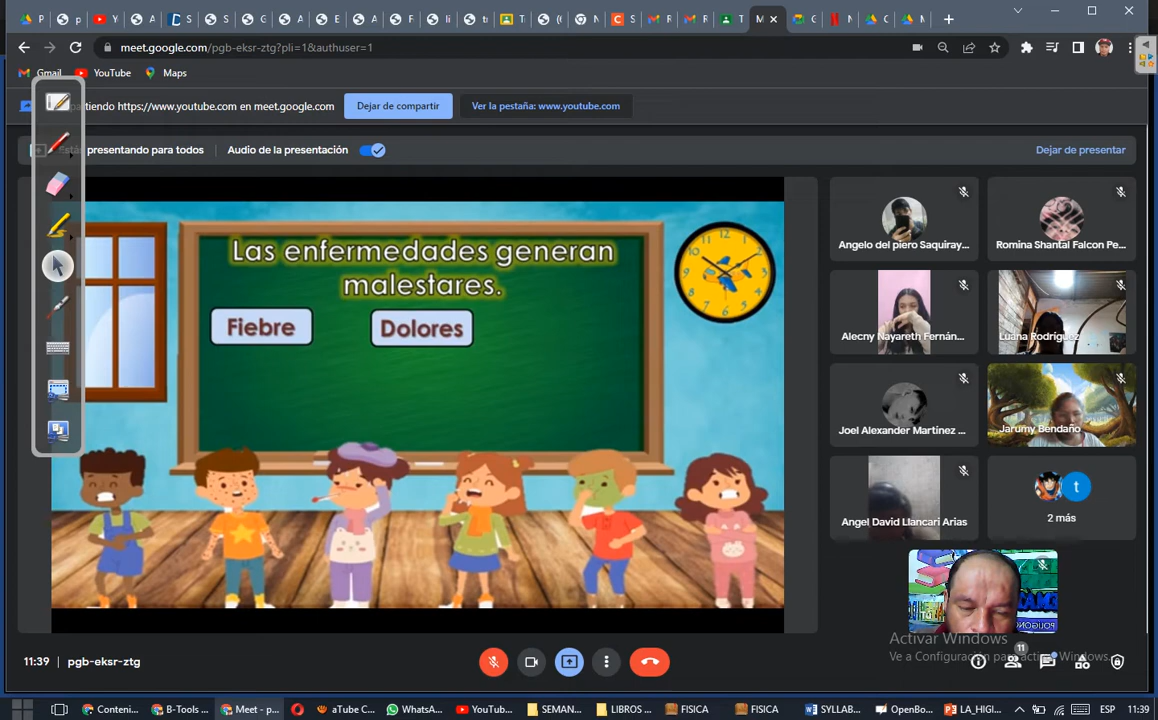 meet.google.com/pgb-eksr-ztg?pli=1&authuser=1
Gmail YouTube Maps
tiendo https://www.youtube.com en meet.google.com Dejar de compartir Ver la pestaña: www.youtube.com
presentando para todos Audio de la presentación Dejar de presentar
Las enfermedades generan
malestares.
Fiebre Dolores
Angelo del piero Saquiray... Romina Shantal Falcon Pe...
Alecny Nayareth Fernán... Luana Rodríguez
Joel Alexander Martínez ... Jarumy Bendaño
Angel David Llancari Arias t
2 más
Activar Windows
Ve a Configuración para activar Windows.
11:39 | pgb-eksr-ztg 11
Conteni... B-Tools ... Meet - p... aTube C... WhatsA... YouTub... SEMAN... LIBROS ... FISICA FISICA SYLLAB... OpenBo... LA_HIGI... ESP 11:39